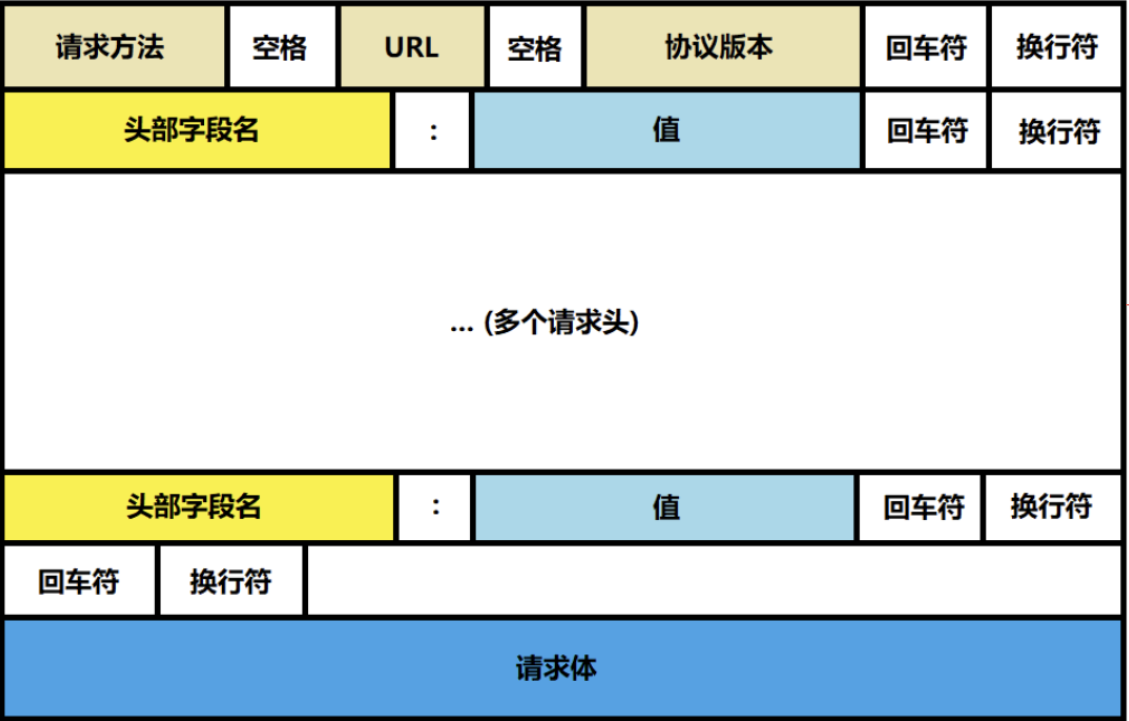 请求方法 空格 URL 空格 协议版本 回车符 换行符
头部字段名 : 值 回车符 换行符
... (多个请求头)
头部字段名 : 值 回车符 换行符
回车符 换行符
请求体